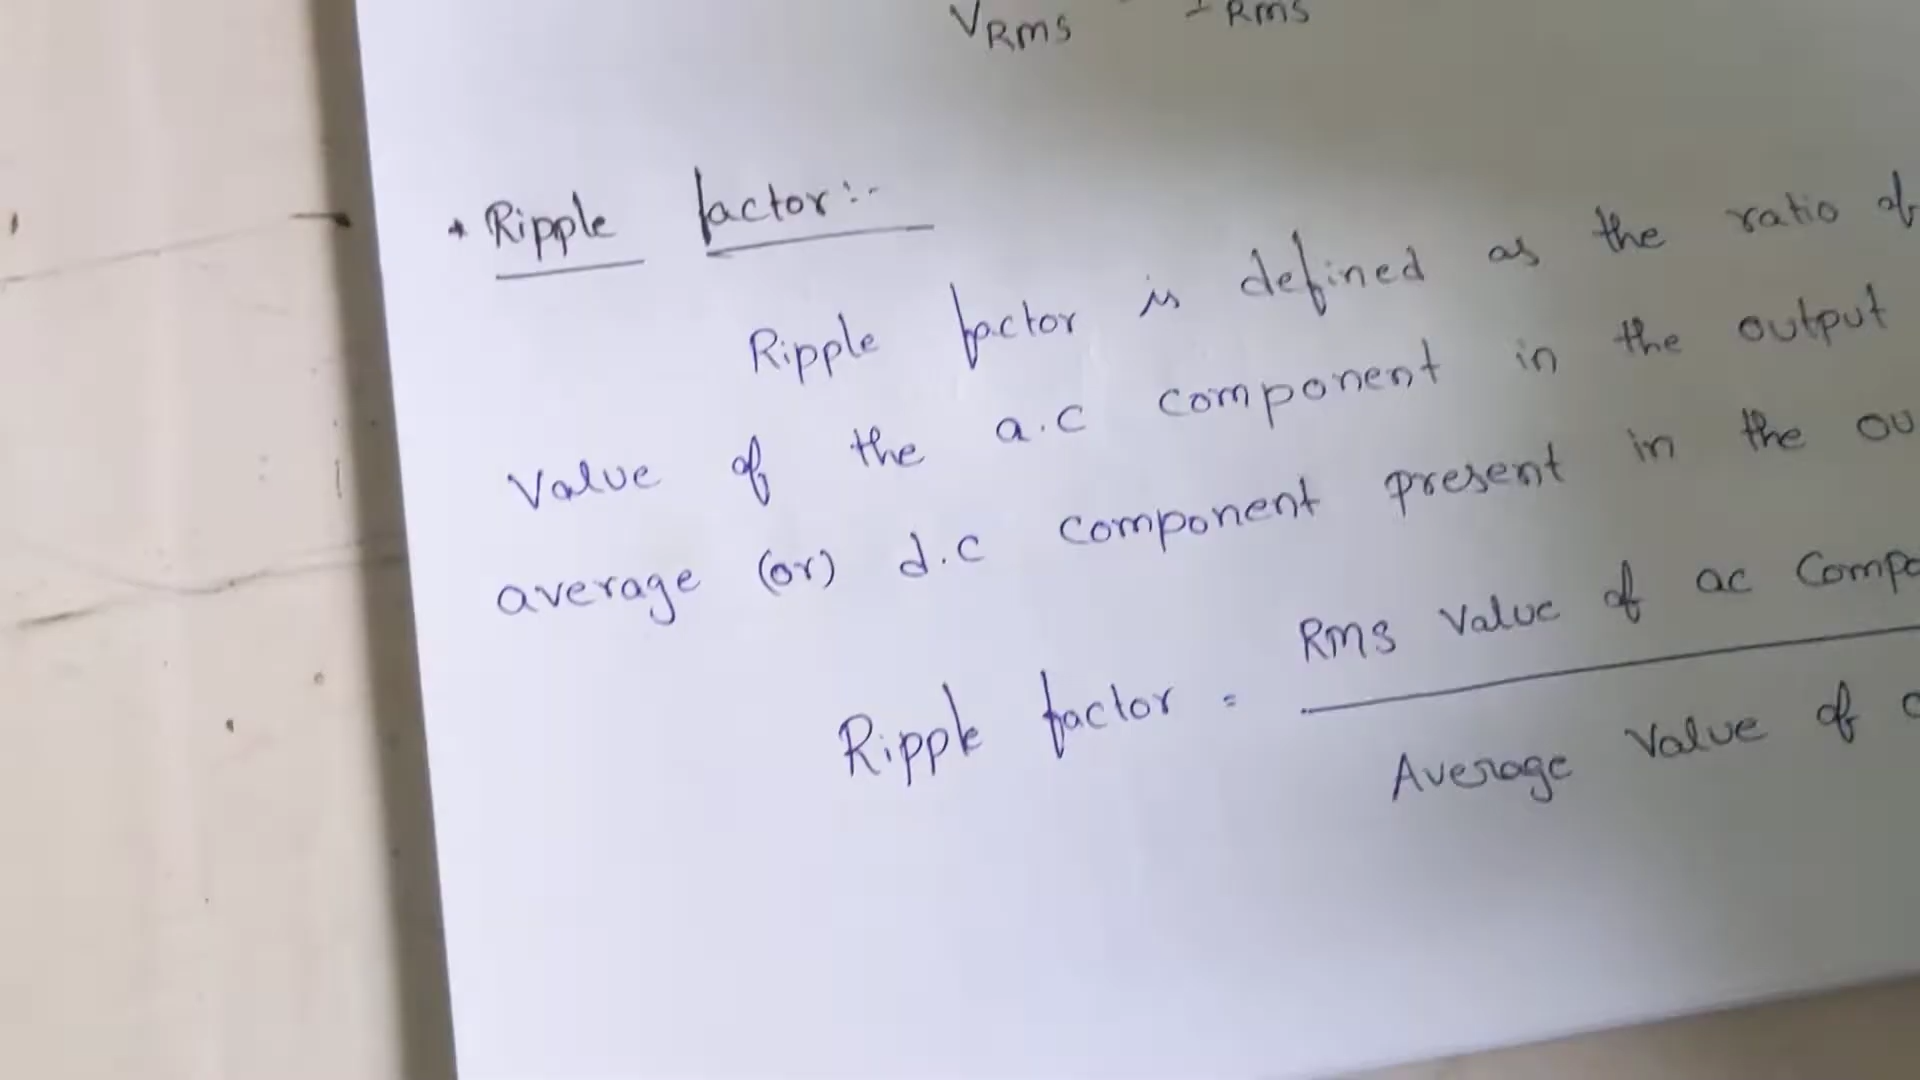 VRMS IRMS
* Ripple factor:-
Ripple factor is defined as the ratio of
Value of the a.c component in the output
average (or) d.c component present in the ou
Ripple factor = RMS Value of ac Compo
Average Value of